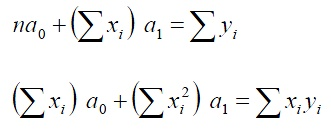 na₀ + (∑ xᵢ) a₁ = ∑ yᵢ
(∑ xᵢ) a₀ + (∑ xᵢ²) a₁ = ∑ xᵢyᵢ